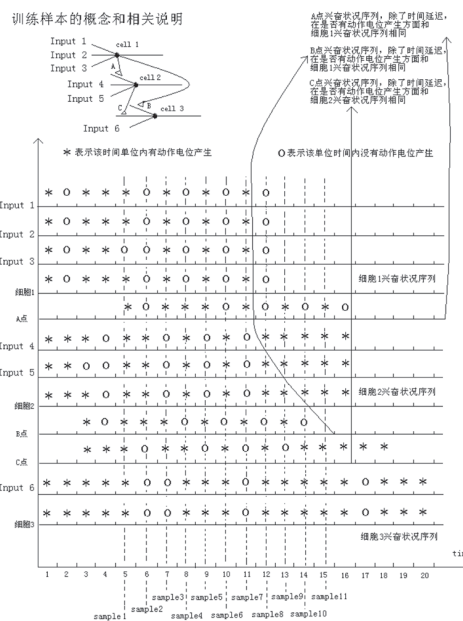 训练样本的概念和相关说明
A点兴奋状况序列，除了时间延迟，
在是否有动作电位产生方面和
细胞1兴奋状况序列相同
B点兴奋状况序列，除了时间延迟，
在是否有动作电位产生方面和
细胞1兴奋状况序列相同
C点兴奋状况序列，除了时间延迟，
在是否有动作电位产生方面和
细胞2兴奋状况序列相同
Input 1
cell 1
Input 2
Input 3
A
Input 4
cell 2
Input 5
C
B
cell 3
Input 6
* 表示该时间单位内有动作电位产生
O表示该单位时间内没有动作电位产生
* O * * * O * O * O * O
Input 1
* O * * * O * O * O * O
Input 2
* O * * O O * O * O * O
Input 3
* O * * * O * O * O * O
细胞1兴奋状况序列
细胞1
* O * * * O * O * O * O
A点
* * * O * * * O * O * * * * *
Input 4
* * * O * * * O * O * * * * *
Input 5
* * * O * * * O * O * * * * *
细胞2兴奋状况序列
细胞2
* O * * * O * O * O * O
B点
* * * O * * * O * O * * * * * *
C点
Input 6
* * * * * O O * * * O * * * * * O * * *
* * * * * O O * * * O * * * * * O * * *
细胞3
细胞3兴奋状况序列
1 2 3 4 5 6 7 8 9 10 11 12 13 14 15 16 17 18 19 20
sample3 sample5 sample7 sample9 sample11
sample1 sample2 sample4 sample6 sample8 sample10